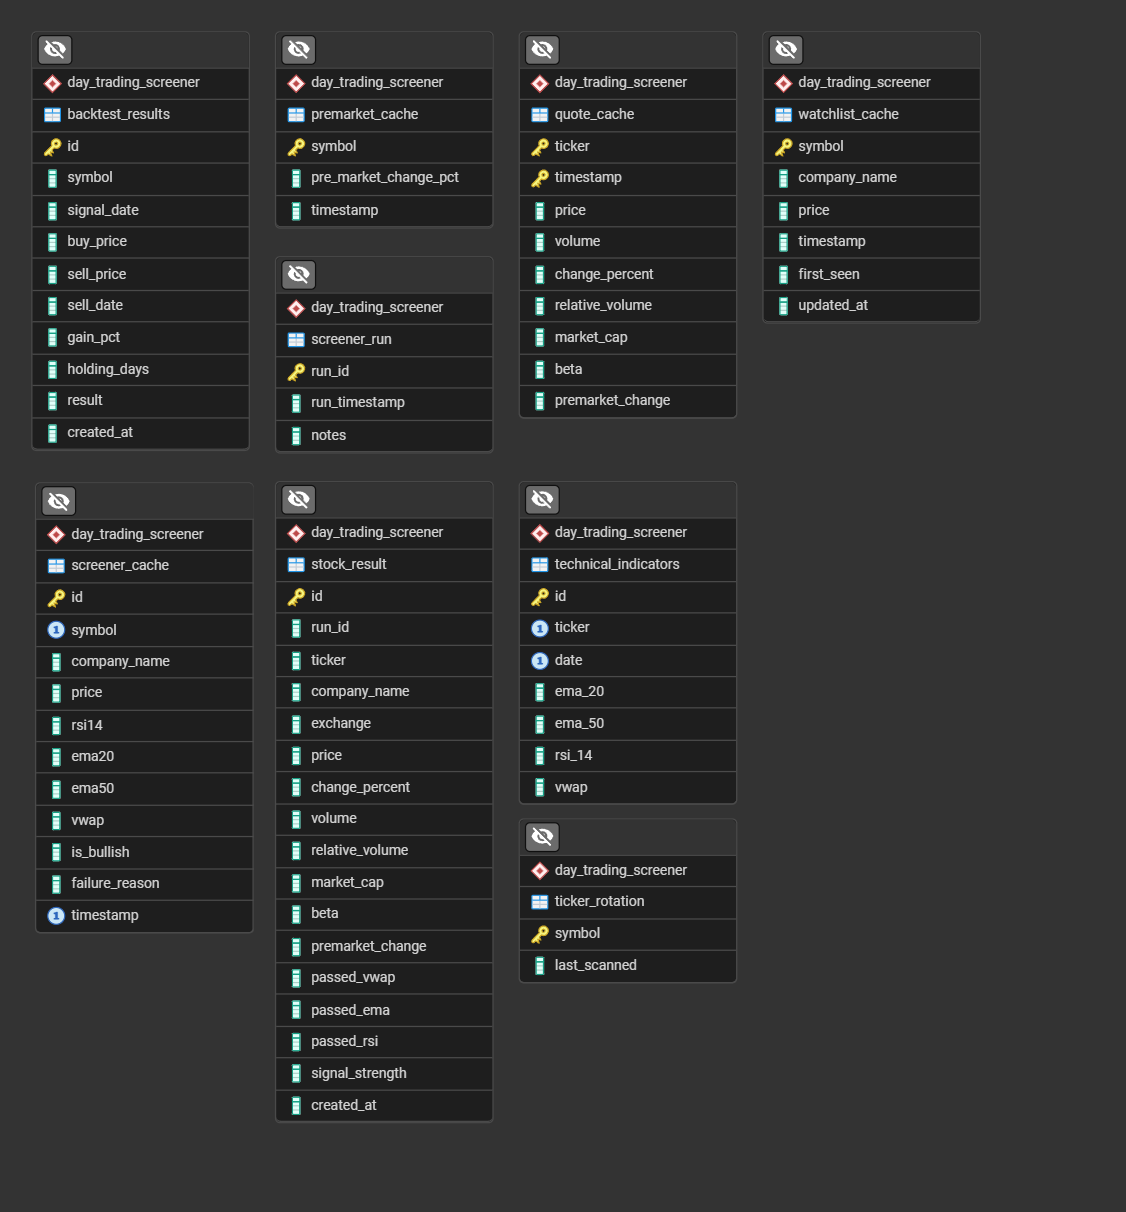 day_trading_screener
backtest_results
id
symbol
signal_date
buy_price
sell_price
sell_date
gain_pct
holding_days
result
created_at
day_trading_screener
premarket_cache
symbol
pre_market_change_pct
timestamp
day_trading_screener
screener_run
run_id
run_timestamp
notes
day_trading_screener
quote_cache
ticker
timestamp
price
volume
change_percent
relative_volume
market_cap
beta
premarket_change
day_trading_screener
watchlist_cache
symbol
company_name
price
timestamp
first_seen
updated_at
day_trading_screener
screener_cache
id
1 symbol
company_name
price
rsi14
ema20
ema50
vwap
is_bullish
failure_reason
1 timestamp
day_trading_screener
stock_result
id
run_id
ticker
company_name
exchange
price
change_percent
volume
relative_volume
market_cap
beta
premarket_change
passed_vwap
passed_ema
passed_rsi
signal_strength
created_at
day_trading_screener
technical_indicators
id
1 ticker
1 date
ema_20
ema_50
rsi_14
vwap
day_trading_screener
ticker_rotation
symbol
last_scanned